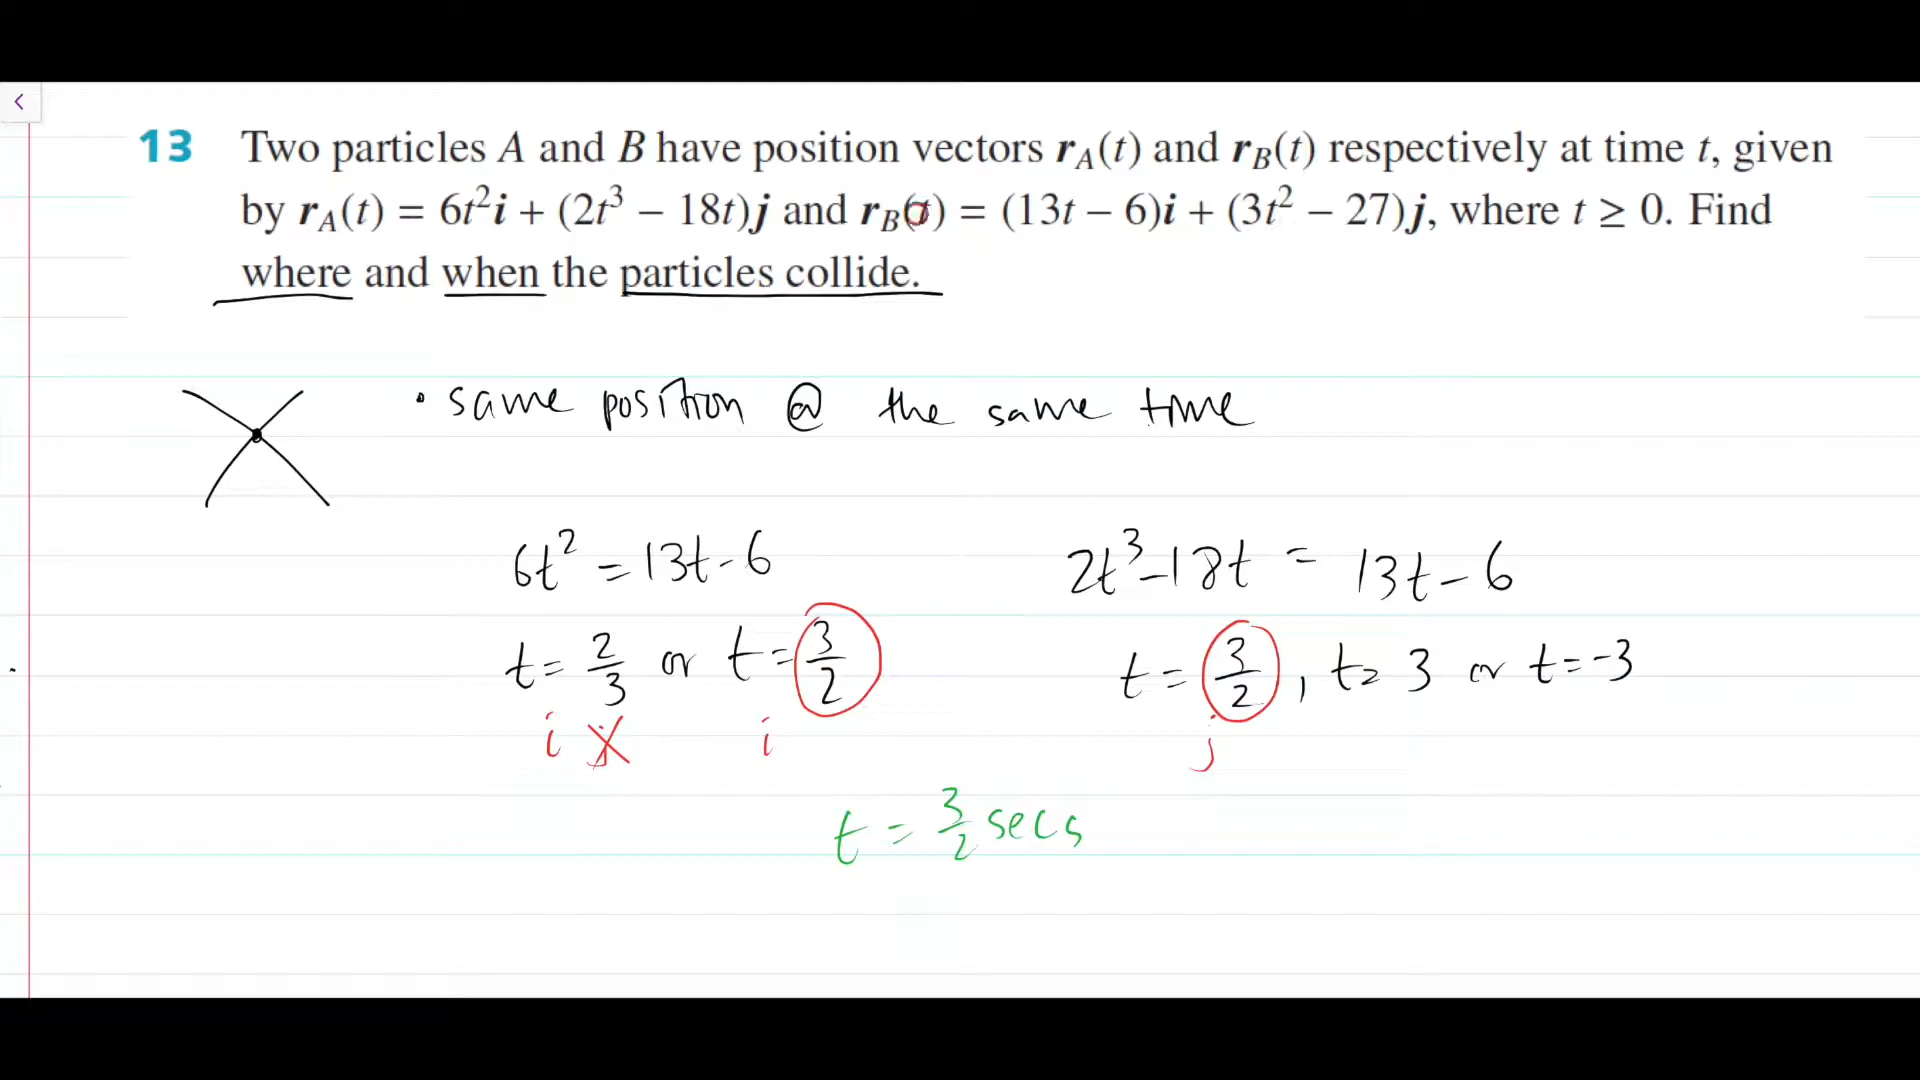 13 Two particles A and B have position vectors r_A(t) and r_B(t) respectively at time t, given
by r_A(t) = 6t²i + (2t³ − 18t)j and r_B(t) = (13t − 6)i + (3t² − 27)j, where t ≥ 0. Find
where and when the particles collide.
• same position @ the same time
6t² = 13t - 6
2t³ - 18t = 13t - 6
t = 2/3 or t = 3/2
t = 3/2, t = 3 or t = -3
i j i
j
t = 3/2 secs